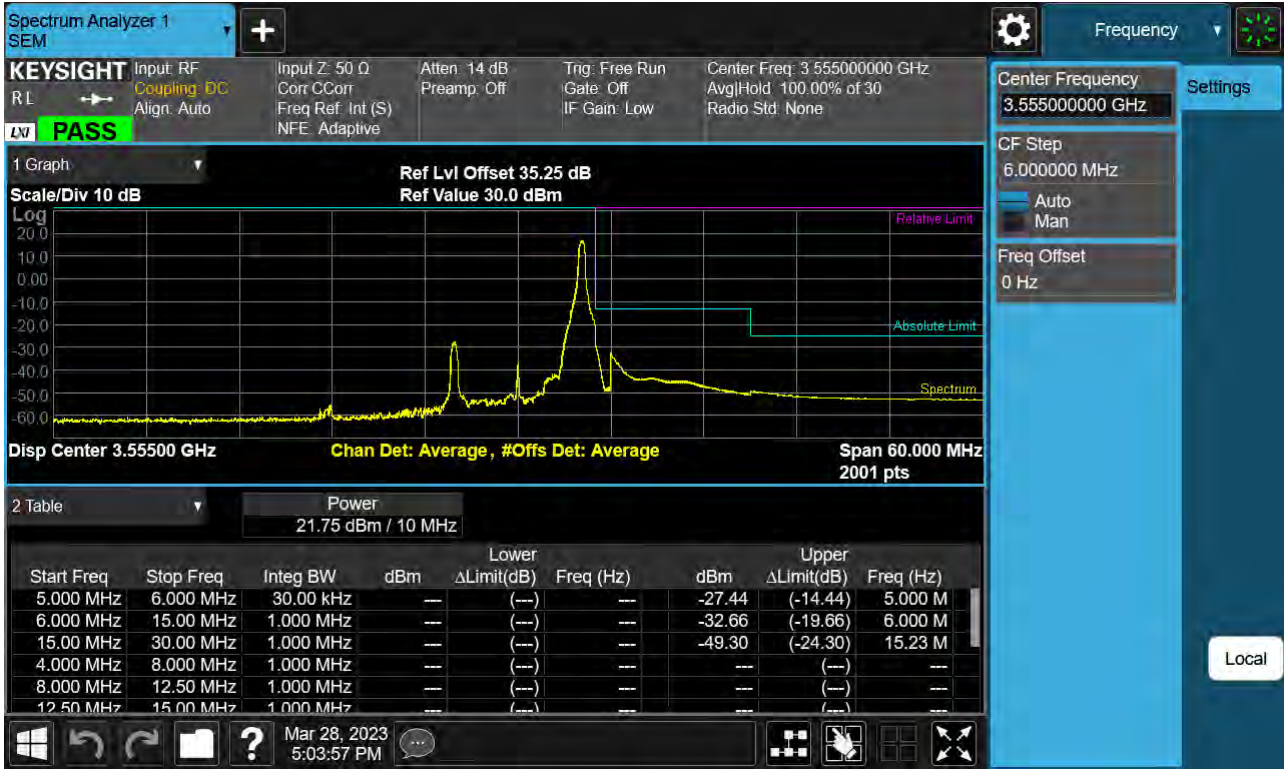 Spectrum Analyzer 1
SEM
+
Frequency
KEYSIGHT
R L
LXI
PASS
Input: RF
Coupling: DC
Align: Auto
Input Z: 50 Ω
Corr CCorr
Freq Ref: Int (S)
NFE: Adaptive
Atten: 14 dB
Preamp: Off
Trig: Free Run
Gate: Off
IF Gain: Low
Center Freq: 3.555000000 GHz
Avg|Hold: 100.00% of 30
Radio Std: None
Center Frequency
3.555000000 GHz
Settings
CF Step
6.000000 MHz
Auto
Man
Freq Offset
0 Hz
Local
1 Graph
Scale/Div 10 dB
Ref Lvl Offset 35.25 dB
Ref Value 30.0 dBm
Log
20.0
10.0
0.00
-10.0
-20.0
-30.0
-40.0
-50.0
-60.0
Relative Limit
Absolute Limit
Spectrum
Disp Center 3.55500 GHz
Chan Det: Average, #Offs Det: Average
Span 60.000 MHz
2001 pts
2 Table
Power
21.75 dBm / 10 MHz
Lower Upper
Start Freq Stop Freq Integ BW dBm ΔLimit(dB) Freq (Hz) dBm ΔLimit(dB) Freq (Hz)
5.000 MHz 6.000 MHz 30.00 kHz --- (---) --- -27.44 (-14.44) 5.000 M
6.000 MHz 15.00 MHz 1.000 MHz --- (---) --- -32.66 (-19.66) 6.000 M
15.00 MHz 30.00 MHz 1.000 MHz --- (---) --- -49.30 (-24.30) 15.23 M
4.000 MHz 8.000 MHz 1.000 MHz --- (---) --- --- (---) ---
8.000 MHz 12.50 MHz 1.000 MHz --- (---) --- --- (---) ---
12.50 MHz 15.00 MHz 1.000 MHz --- (---) --- --- (---) ---
?
Mar 28, 2023
5:03:57 PM